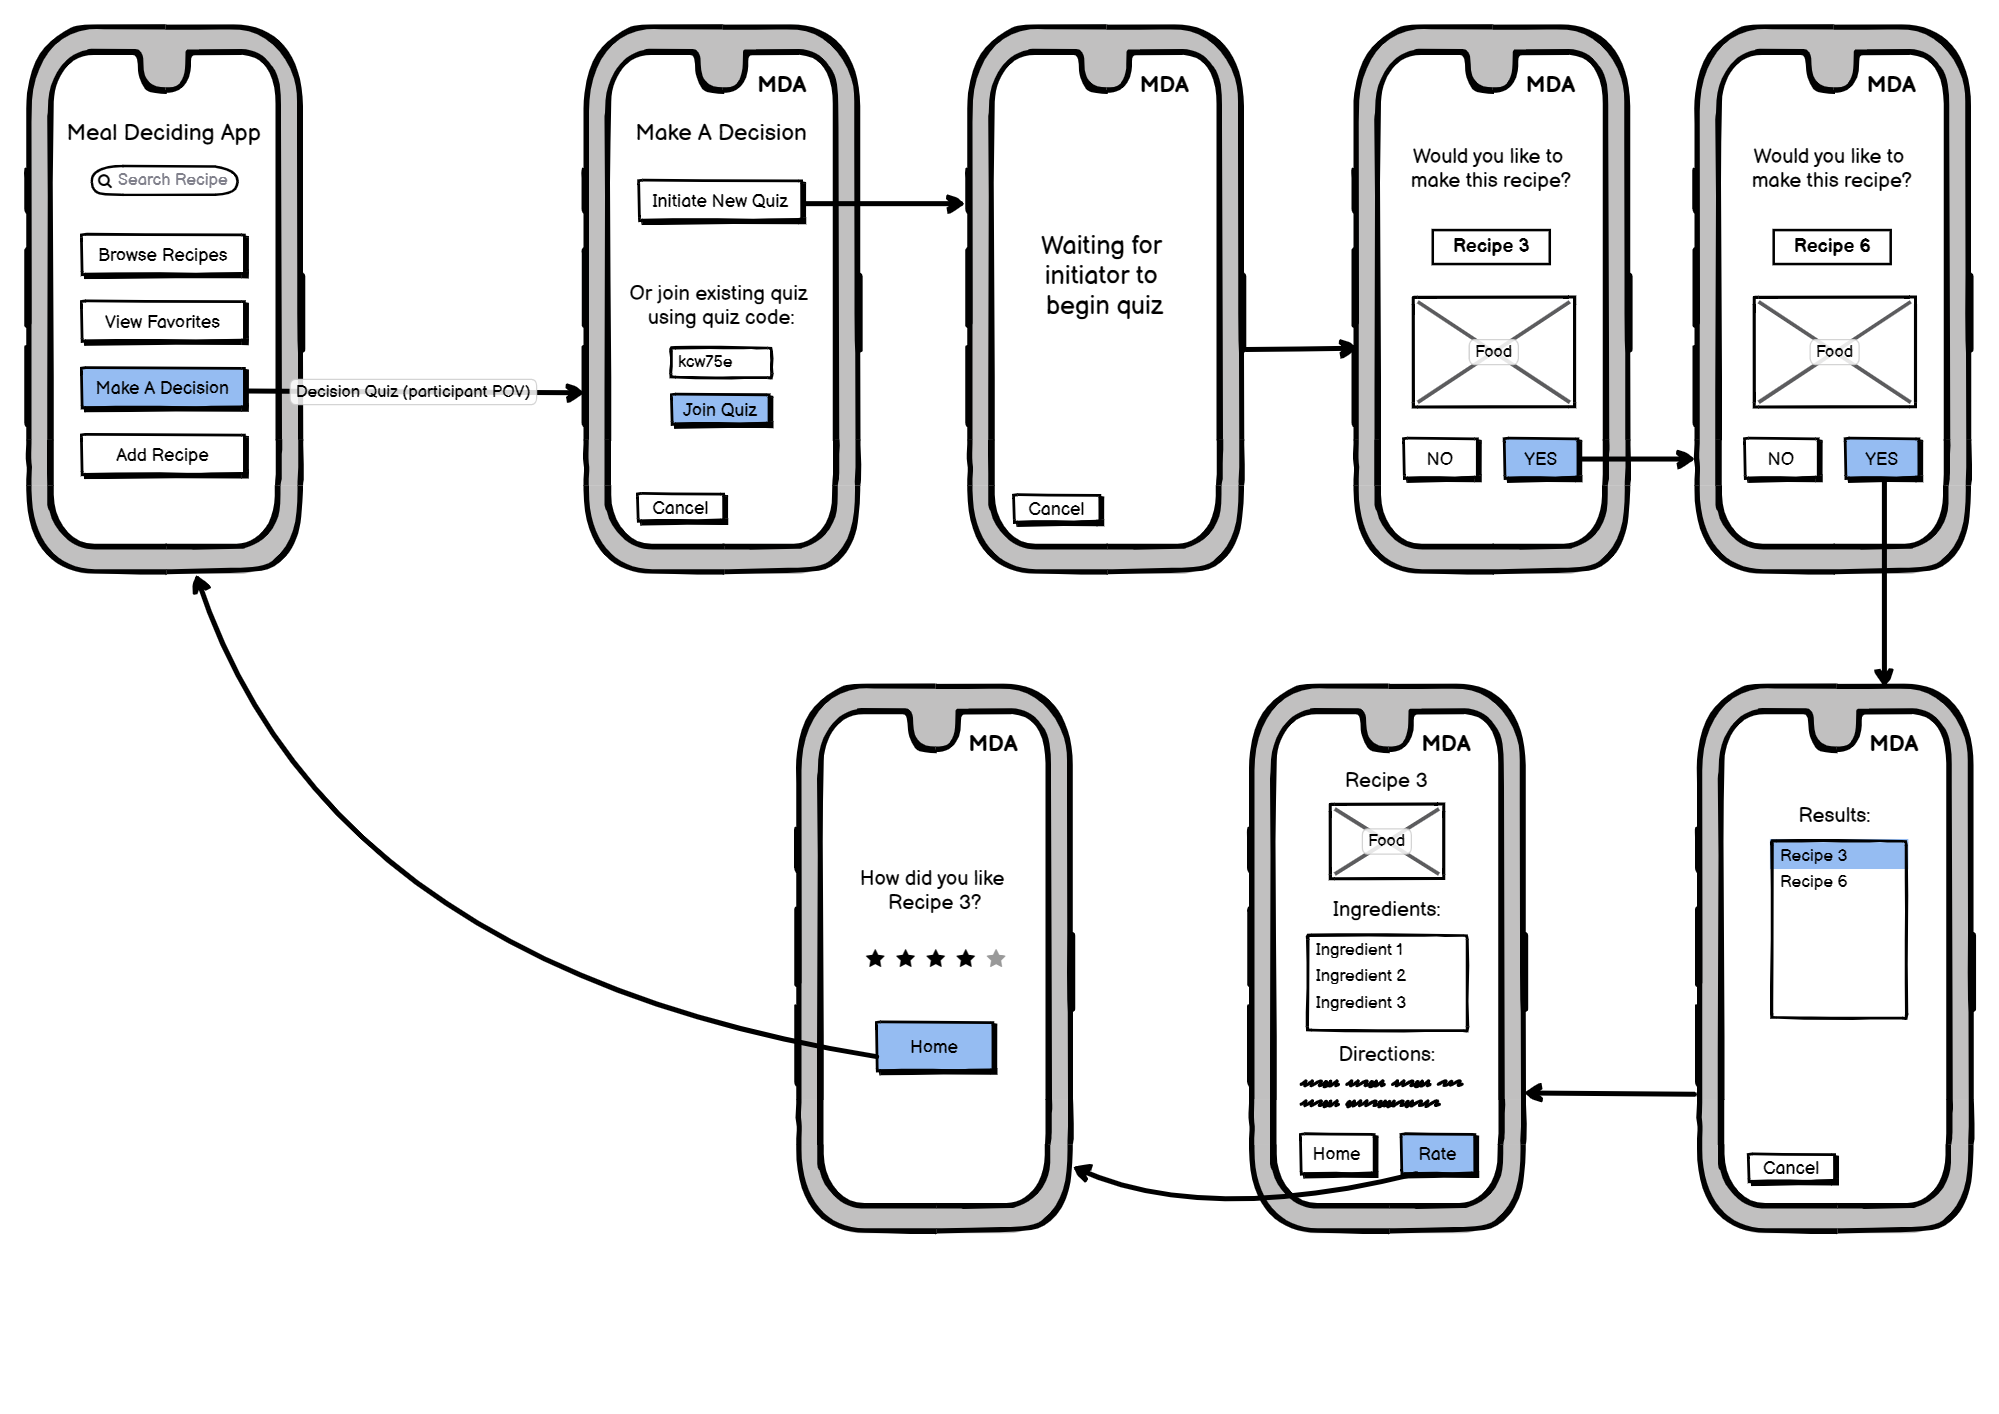 Meal Deciding App
Search Recipe
Browse Recipes
View Favorites
Make A Decision
Add Recipe
Decision Quiz (participant POV)
MDA
Make A Decision
Initiate New Quiz
Or join existing quiz
using quiz code:
kcw75e
Join Quiz
Cancel
MDA
Waiting for
initiator to
begin quiz
Cancel
MDA
Would you like to
make this recipe?
Recipe 3
Food
NO
YES
MDA
Would you like to
make this recipe?
Recipe 6
Food
NO
YES
MDA
How did you like
Recipe 3?
Home
MDA
Recipe 3
Food
Ingredients:
Ingredient 1
Ingredient 2
Ingredient 3
Directions:
Home
Rate
MDA
Results:
Recipe 3
Recipe 6
Cancel